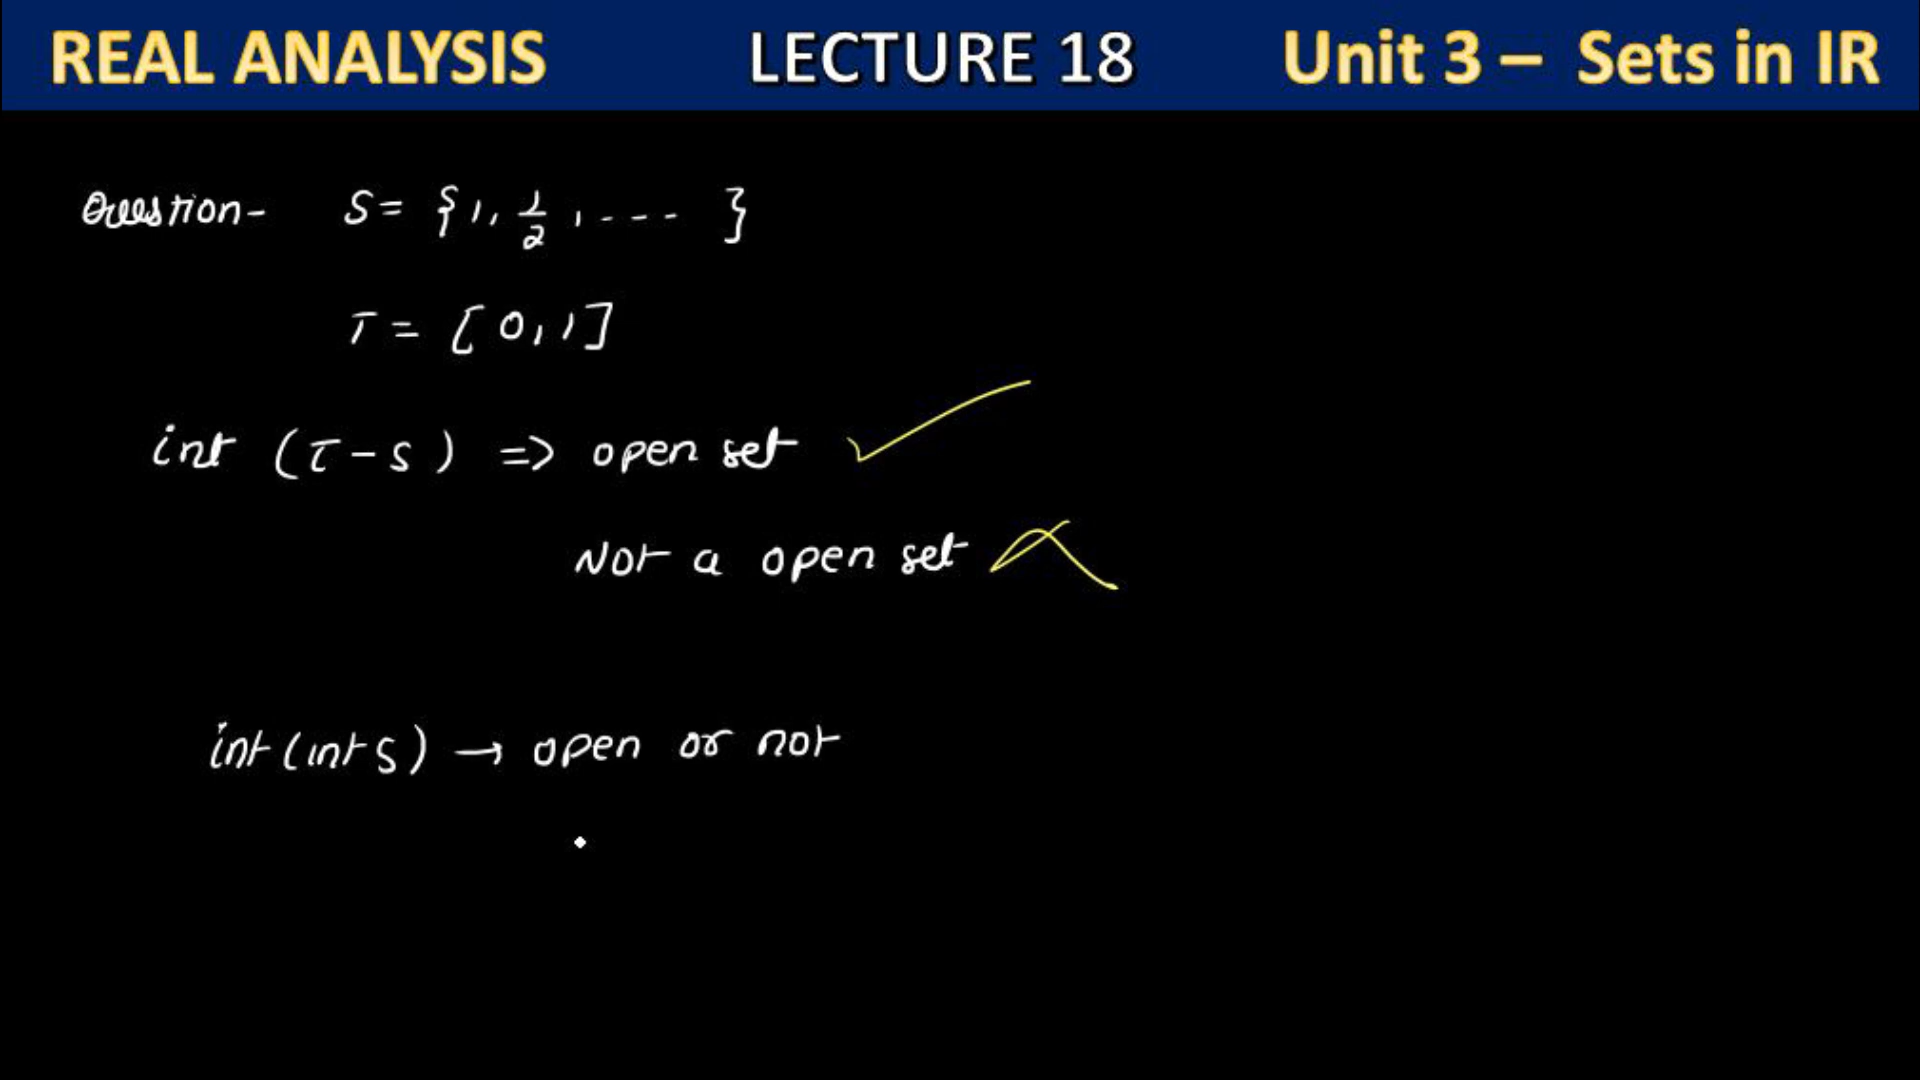 REAL ANALYSIS LECTURE 18 Unit 3 – Sets in IR
Question- S = {1, 1/2, ---- }
T = [0, 1]
int (T-S) => open set
Not a open set
int (int S) → open or not